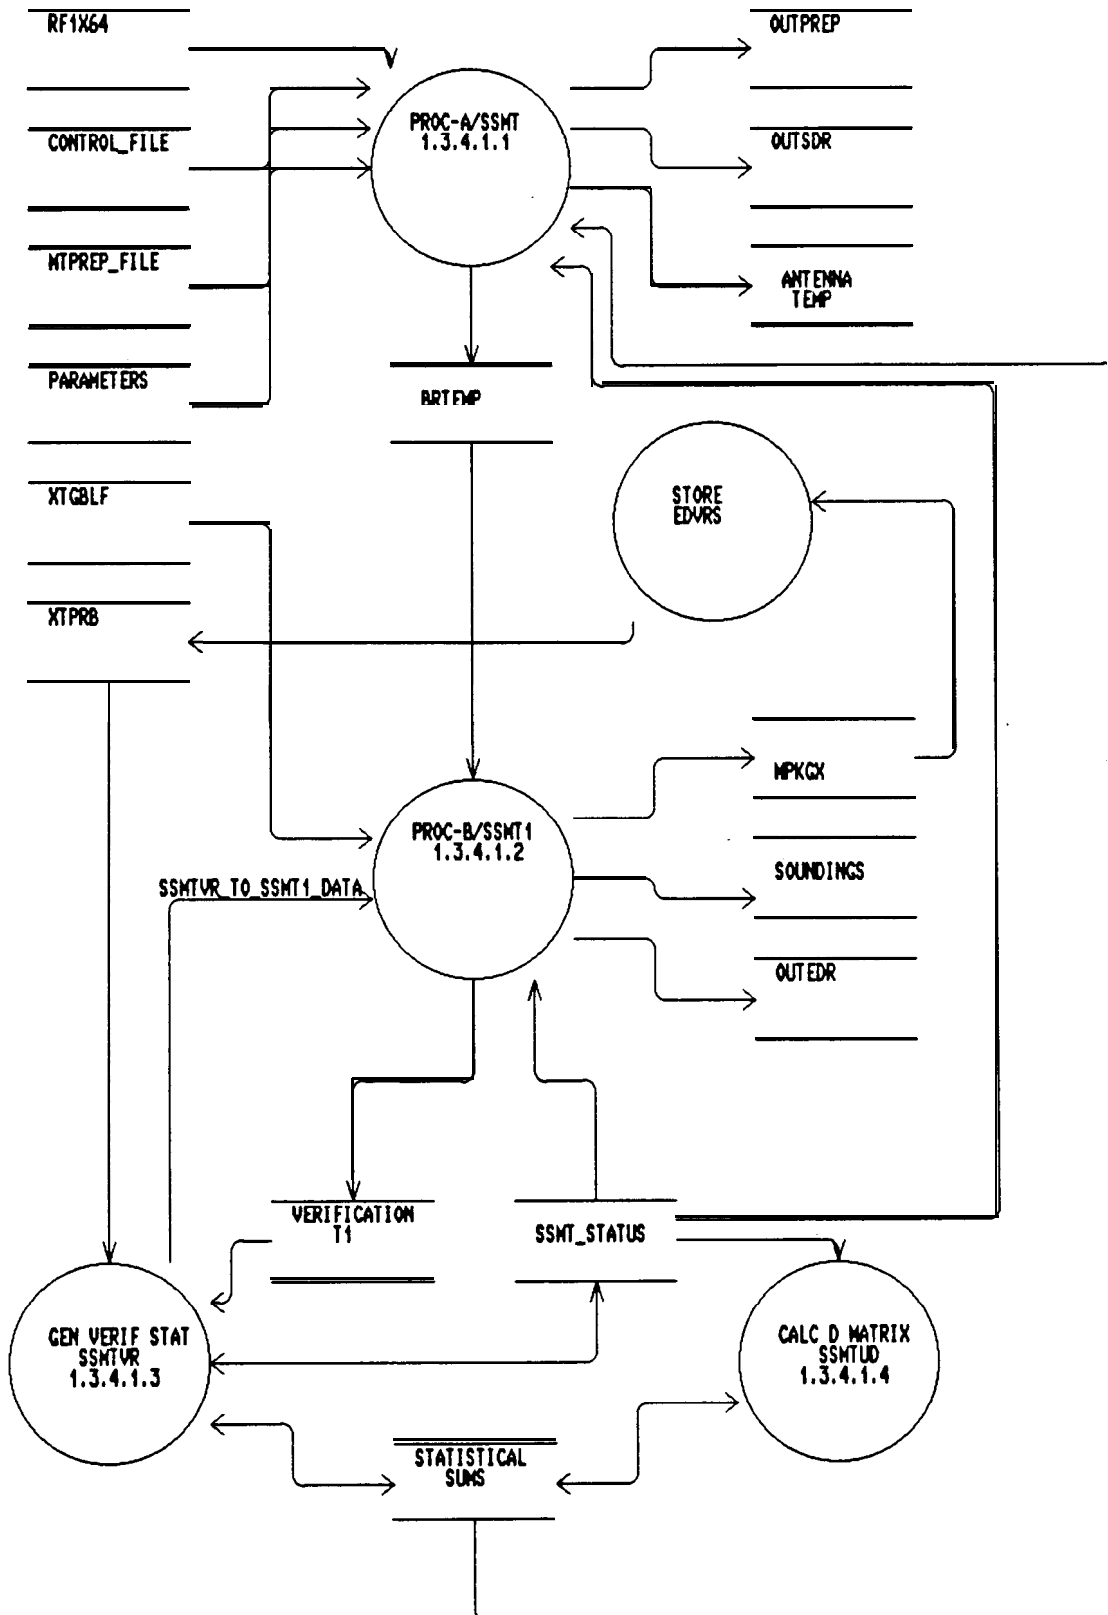 RF1X64
OUTPREP
PROC-A/SSMT
1.3.4.1.1
CONTROL_FILE
OUTSDR
MTPREP_FILE
ANTENNA
TEMP
PARAMETERS
BRTEMP
XTGBLF
STORE
EDVRS
XTPRB
MPKGX
PROC-B/SSMT1
1.3.4.1.2
SOUNDINGS
SSMTVR_TO_SSMT1_DATA
OUTEDR
VERIFICATION
T1
SSMT_STATUS
GEN VERIF STAT
SSMTVR
1.3.4.1.3
CALC D MATRIX
SSMTUD
1.3.4.1.4
STATISTICAL
SUMS